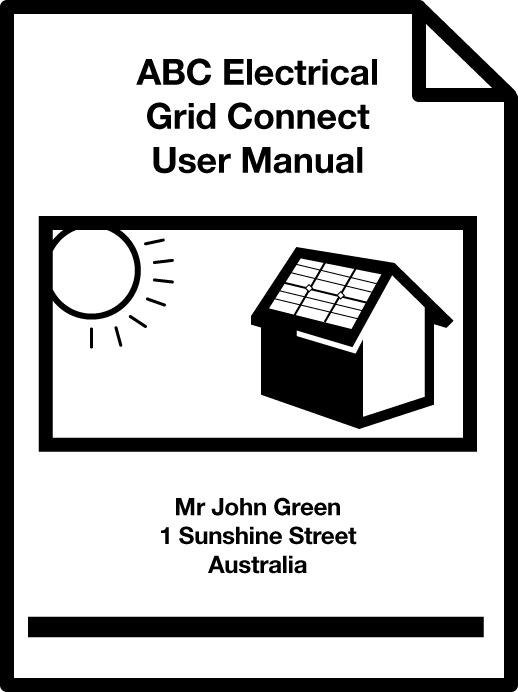 ABC Electrical
Grid Connect
User Manual
Mr John Green
1 Sunshine Street
Australia